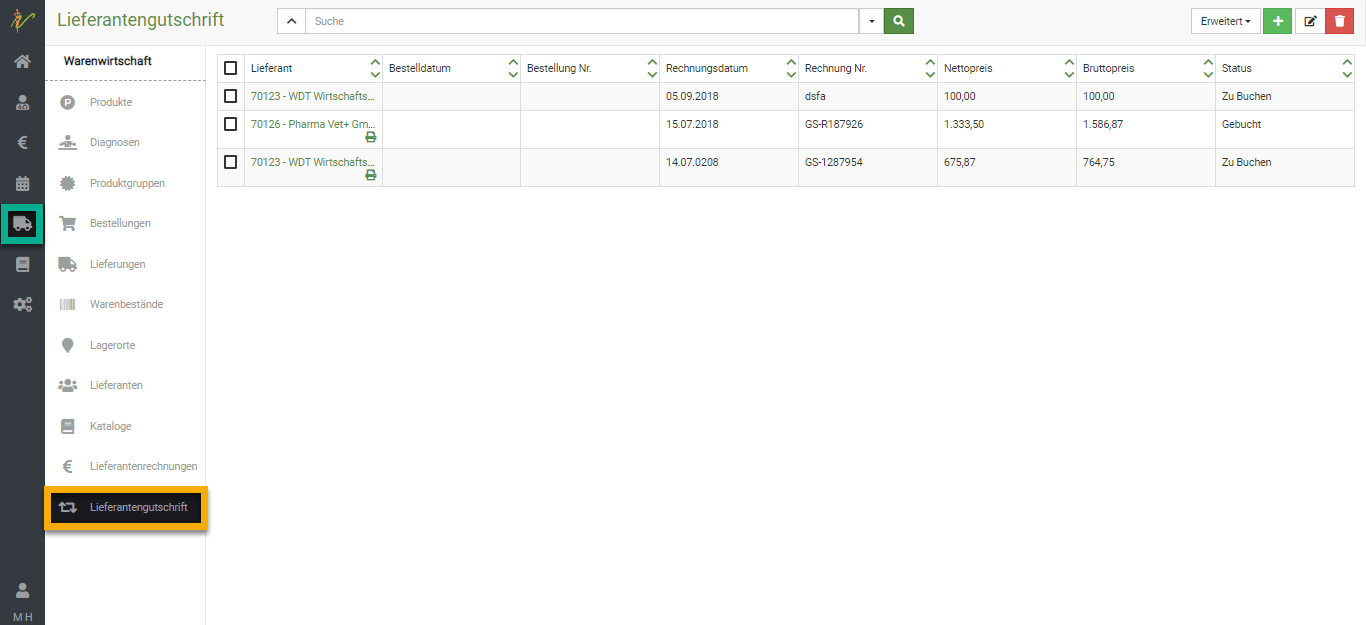 Lieferantengutschrift
Suche
Erweitert
Warenwirtschaft
Produkte
Diagnosen
Produktgruppen
Bestellungen
Lieferungen
Warenbestände
Lagerorte
Lieferanten
Kataloge
Lieferantenrechnungen
Lieferantengutschrift
M H
Lieferant Bestelldatum Bestellung Nr. Rechnungsdatum Rechnung Nr. Nettopreis Bruttopreis Status
70123 - WDT Wirtschafts... 05.09.2018 dsfa 100,00 100,00 Zu Buchen
70126 - Pharma Vet+ Gm... 15.07.2018 GS-R187926 1.333,50 1.586,87 Gebucht
70123 - WDT Wirtschafts... 14.07.0208 GS-1287954 675,87 764,75 Zu Buchen